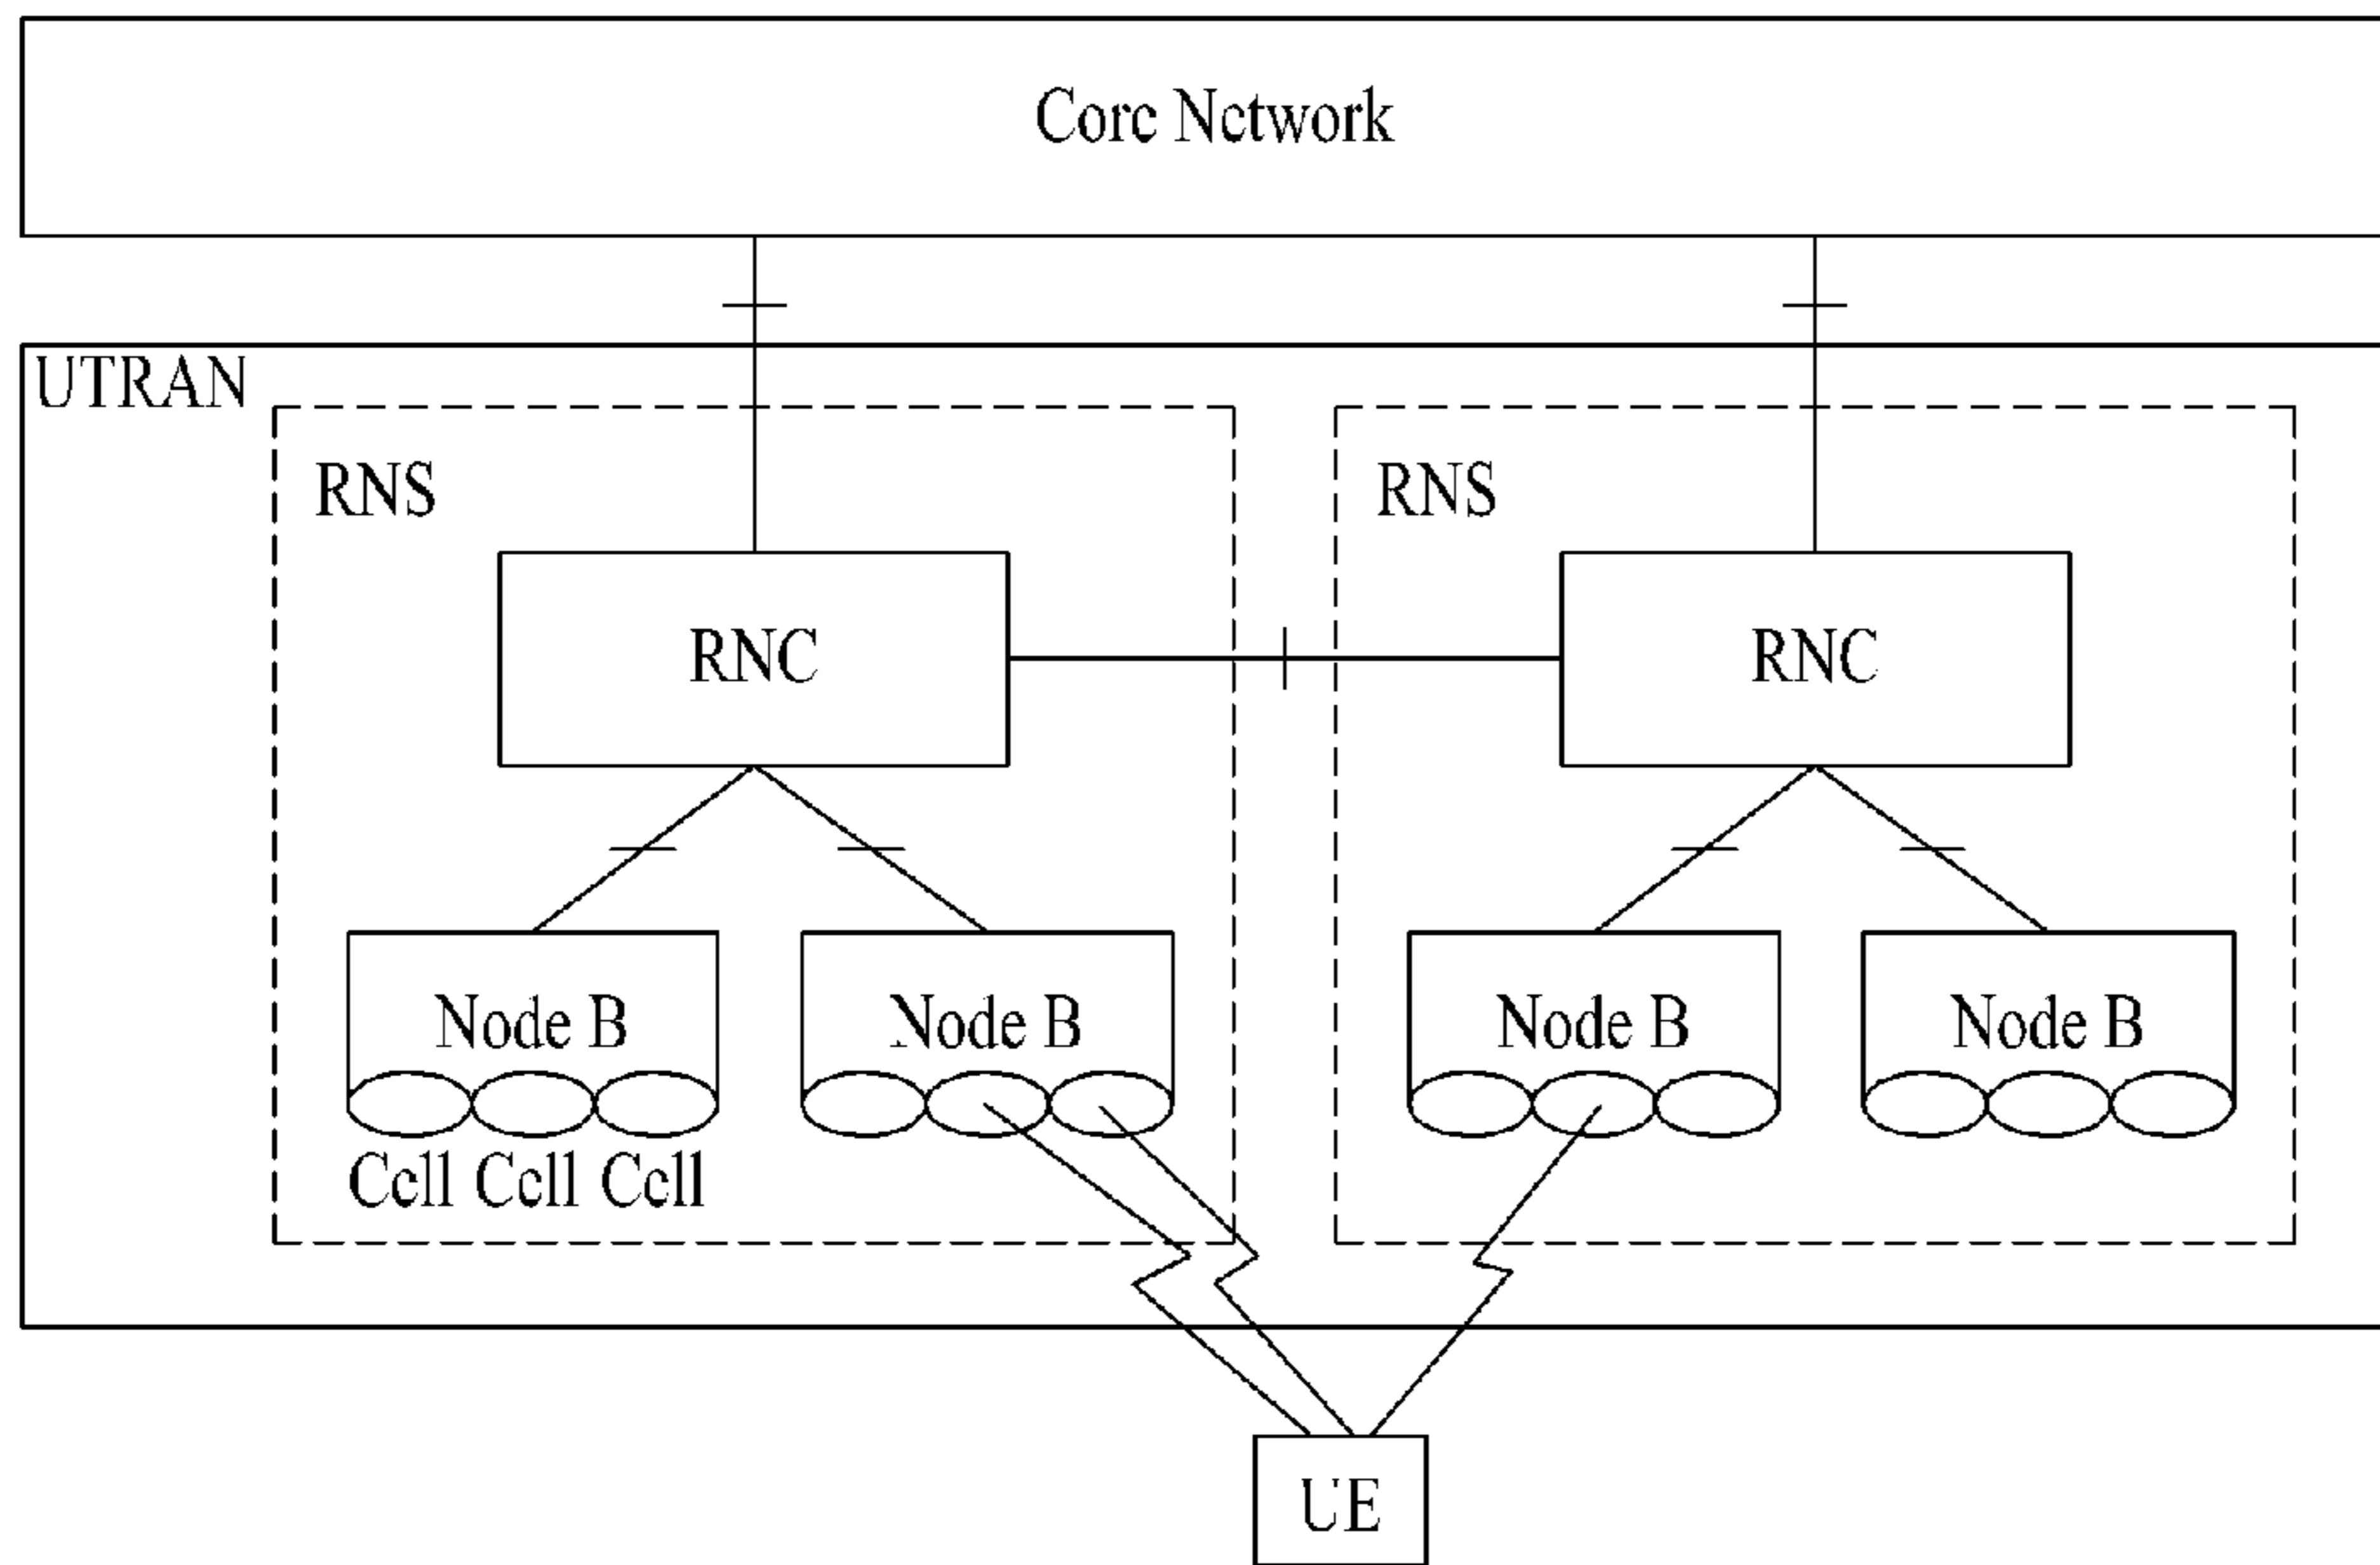 Core Network
UTRAN
RNS
RNS
RNC
RNC
Node B
Node B
Node B
Node B
Cell Cell Cell
UE